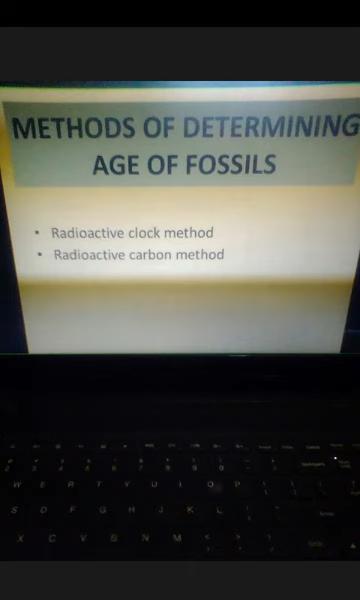 METHODS OF DETERMINING
AGE OF FOSSILS
• Radioactive clock method
• Radioactive carbon method
W E R T Y U I O P
S D F G H J K L
X C V B N M